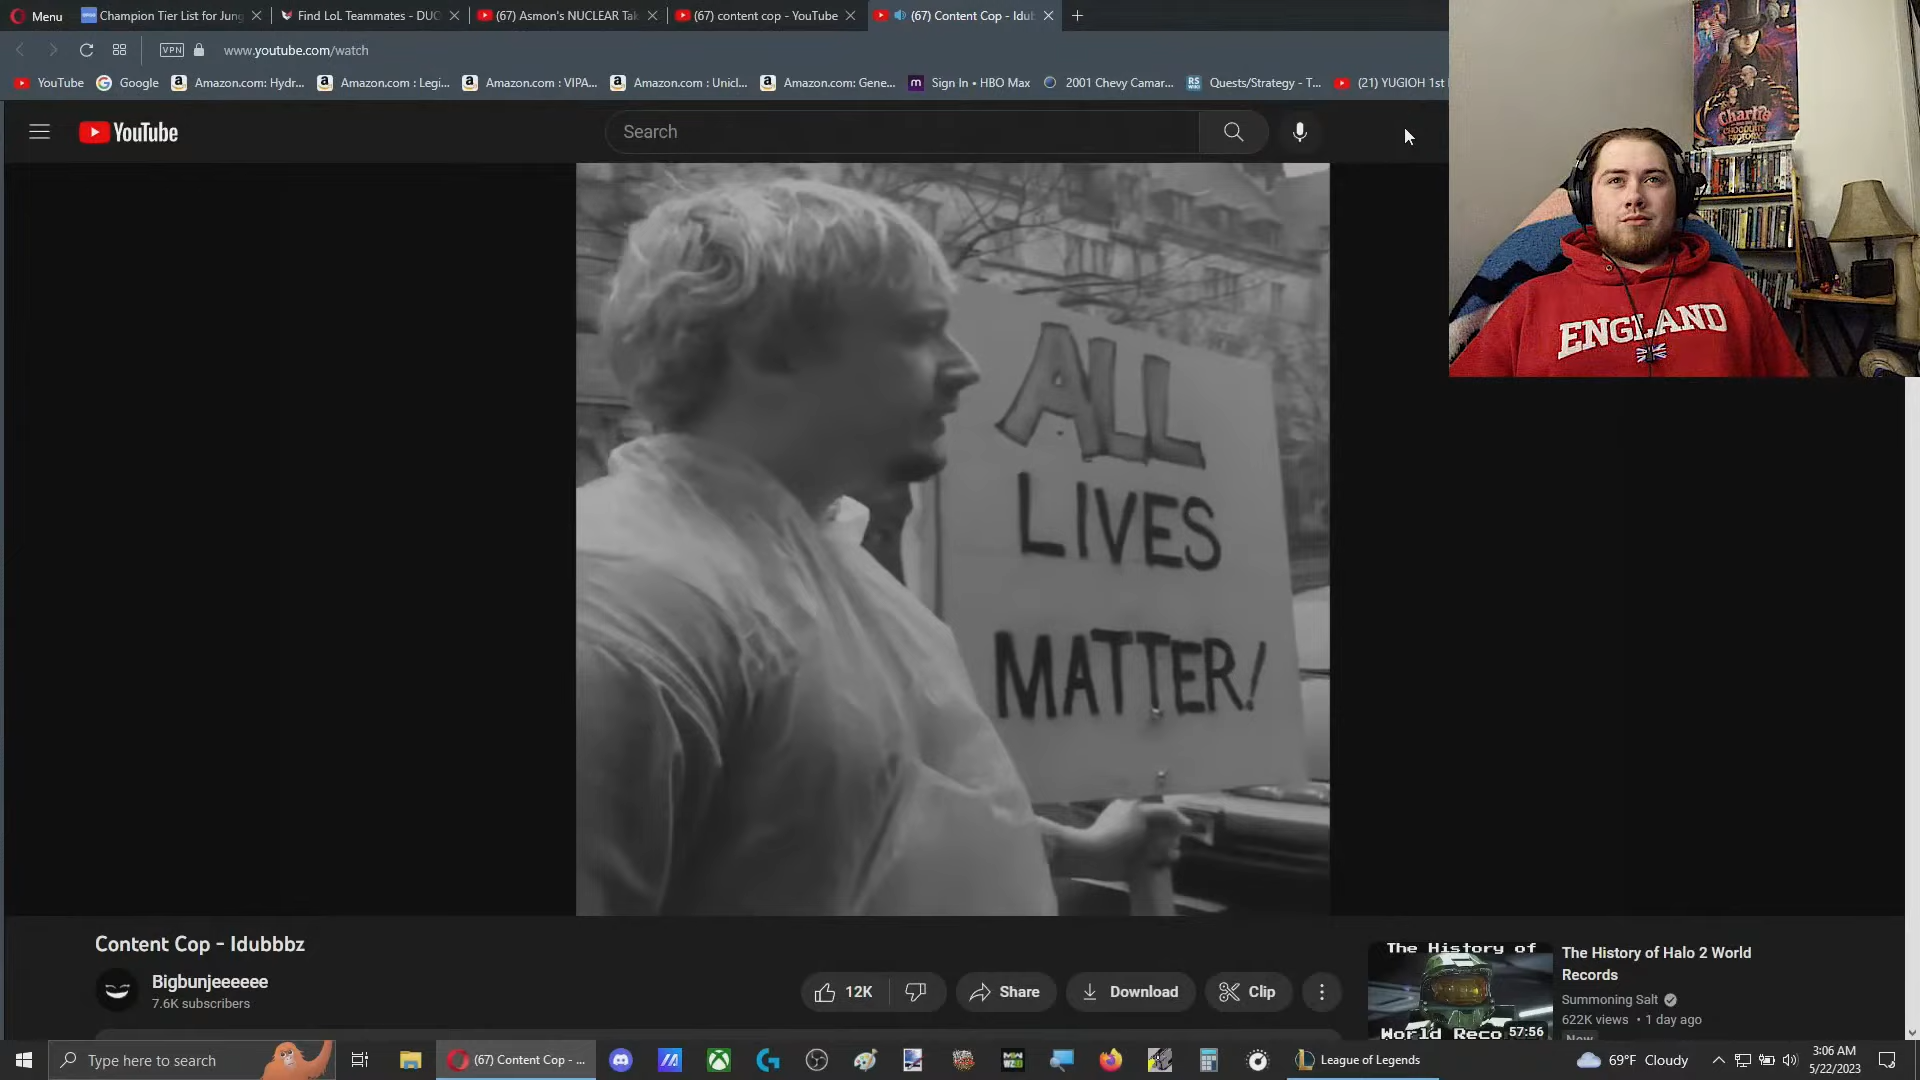 Menu
Champion Tier List for Jung
Find LoL Teammates - DUO
(67) Asmon's NUCLEAR Tak
(67) content cop - YouTube
(67) Content Cop - Idub
VPN
www.youtube.com/watch
YouTube
Google
Amazon.com: Hydr...
Amazon.com : Legi...
Amazon.com : VIPA...
Amazon.com : Unicl...
Amazon.com: Gene...
Sign In • HBO Max
2001 Chevy Camar...
Quests/Strategy - T...
(21) YUGIOH 1st
YouTube
Search
Charlie
CHOCOLATE
FACTORY
ENGLAND
ALL
LIVES
MATTER!
Content Cop - Idubbbz
Bigbunjeeeeee
7.6K subscribers
12K
Share
Download
Clip
The History of
World Reco
57:56
The History of Halo 2 World
Records
Summoning Salt
622K views • 1 day ago
New
Type here to search
(67) Content Cop - ...
League of Legends
69°F Cloudy
3:06 AM
5/22/2023